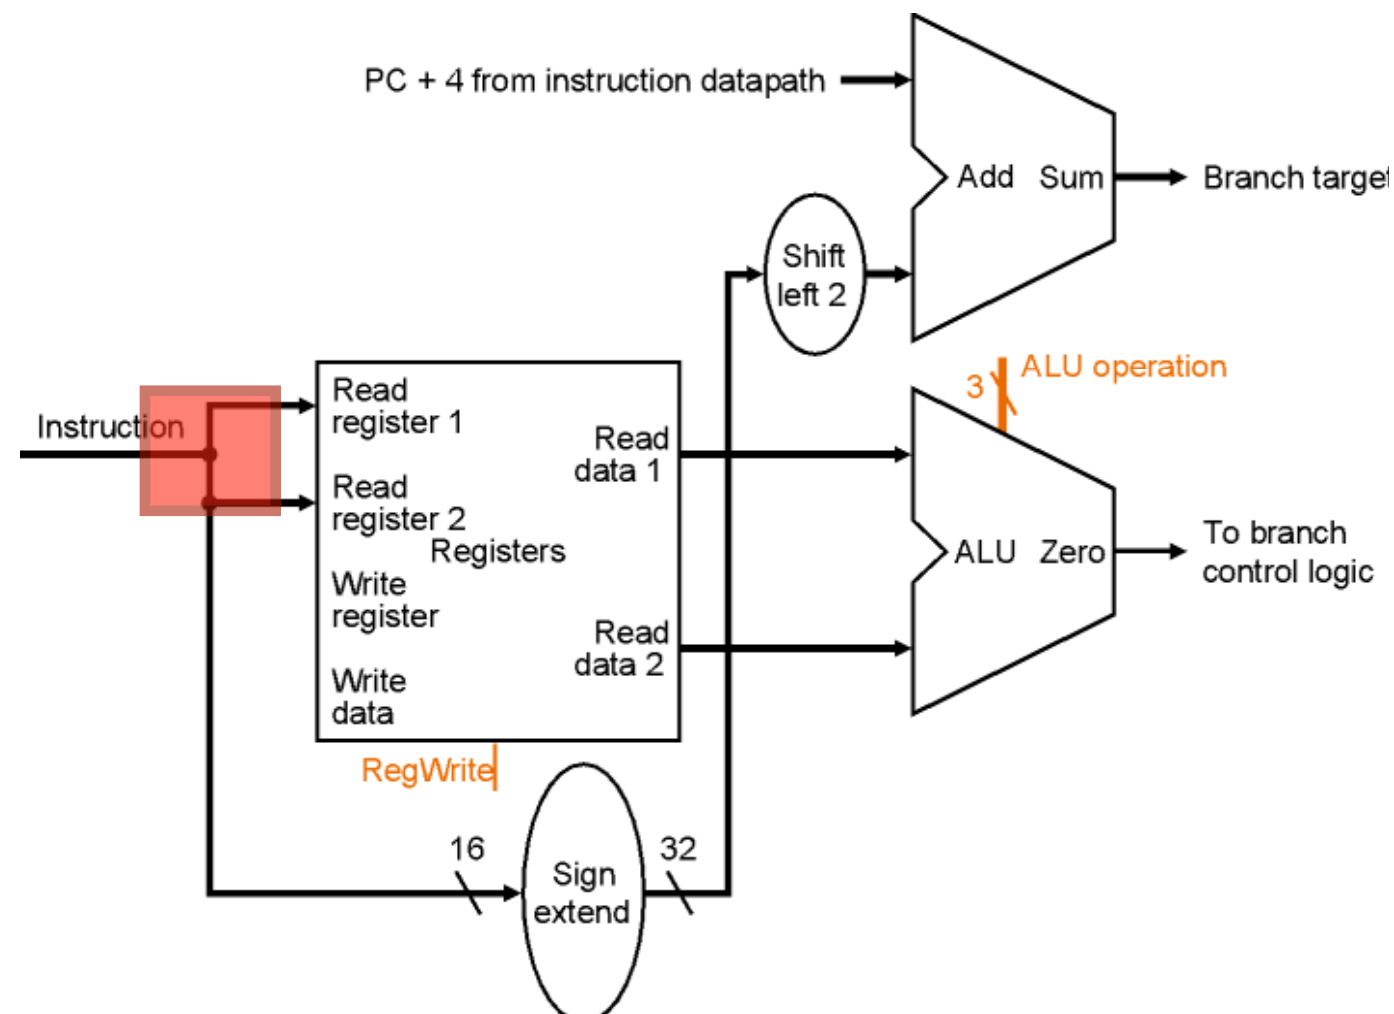 PC + 4 from instruction datapath
Add Sum
Branch target
Shift
left 2
ALU operation
3
Instruction
Read
register 1
Read
data 1
Read
register 2
Registers
ALU Zero
To branch
control logic
Write
register
Read
data 2
Write
data
RegWrite
16
32
Sign
extend